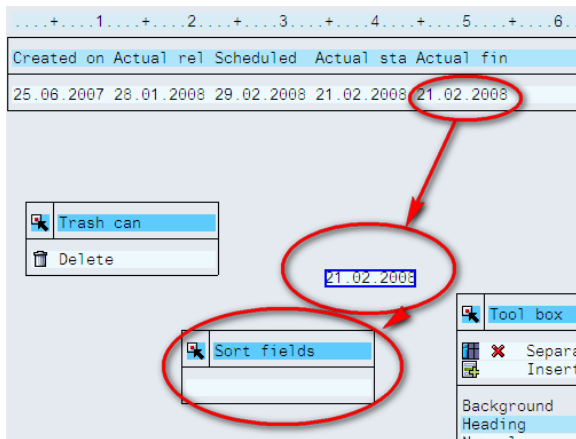 ....+....1....+....2....+....3....+....4....+....5....+....6.
Created on Actual rel Scheduled Actual sta Actual fin
25.06.2007 28.01.2008 29.02.2008 21.02.2008 21.02.2008
Trash can
Delete
21.02.2008
Sort fields
Tool box
Separa
Insert
Background
Heading